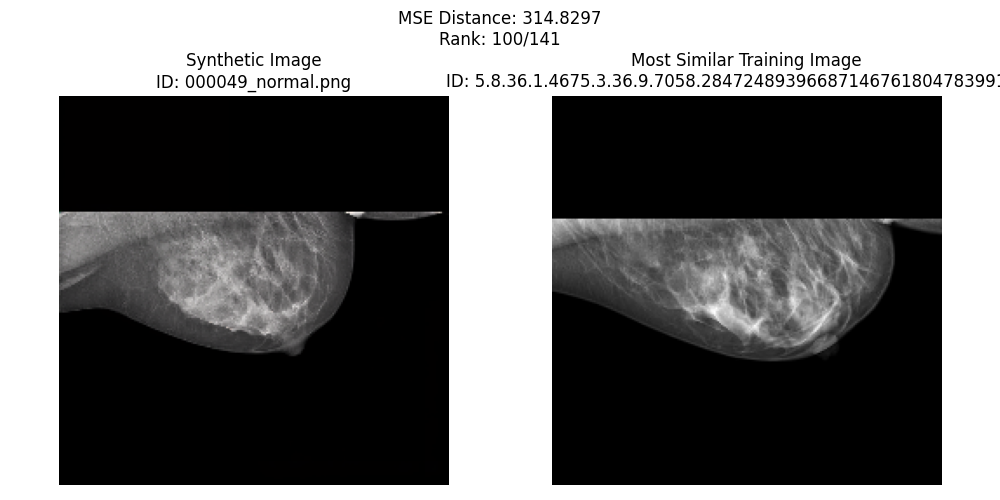 MSE Distance: 314.8297
Rank: 100/141
Synthetic Image
ID: 000049_normal.png
Most Similar Training Image
ID: 5.8.36.1.4675.3.36.9.7058.28472489396687146761804783991